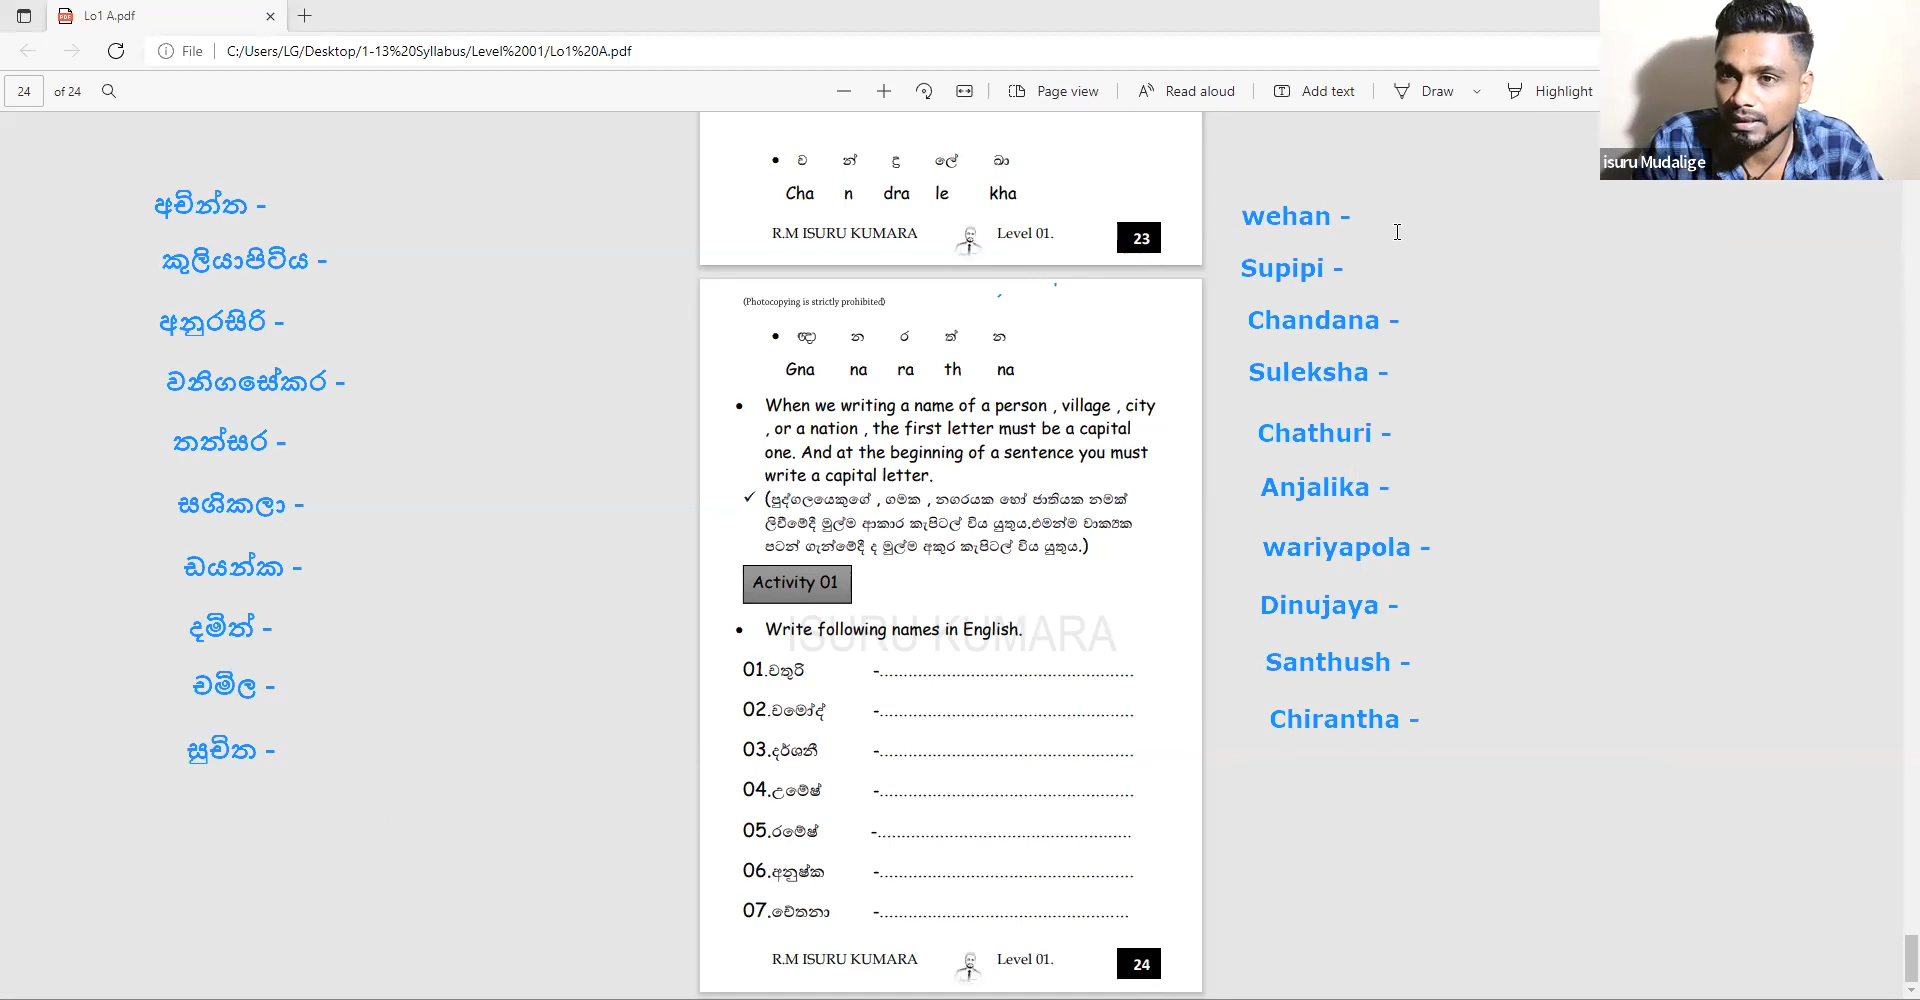 Lo1 A.pdf
File
C:/Users/LG/Desktop/1-13%20Syllabus/Level%2001/Lo1%20A.pdf
24 of 24
Page view
Read aloud
Add text
Draw
Highlight
isuru Mudalige
අචින්ත -
කුලියාපිටිය -
අනුරසිරි -
වනිගසේකර -
තත්සර -
සශිකලා -
ඩයන්ක -
දමිත් -
චමිල -
සුචිත -
• ච න් ද්‍ර ලේ ඛා
Cha n dra le kha
R.M ISURU KUMARA Level 01. 23
(Photocopying is strictly prohibited)
• ඥා න ර ත් න
Gna na ra th na
• When we writing a name of a person , village , city
, or a nation , the first letter must be a capital
one. And at the beginning of a sentence you must
write a capital letter.
✓ (පුද්ගලයෙකුගේ , ගමක , නගරයක හෝ ජාතියක නමක්
ලිවීමේදී මුල්ම ආකාර කැපිටල් විය යුතුය.එමන්ම වාක්‍යක
පටන් ගැන්මේදී ද මුල්ම අකුර කැපිටල් විය යුතුය.)
Activity 01
ISURU KUMARA
• Write following names in English.
01.චතුරි -...........................................
02.චමෝද් -...........................................
03.දර්ශනී -...........................................
04.උමේෂ් -...........................................
05.රමේෂ් -...........................................
06.අනුෂ්ක -...........................................
07.චේතනා -...........................................
R.M ISURU KUMARA Level 01. 24
wehan -
Supipi -
Chandana -
Suleksha -
Chathuri -
Anjalika -
wariyapola -
Dinujaya -
Santhush -
Chirantha -